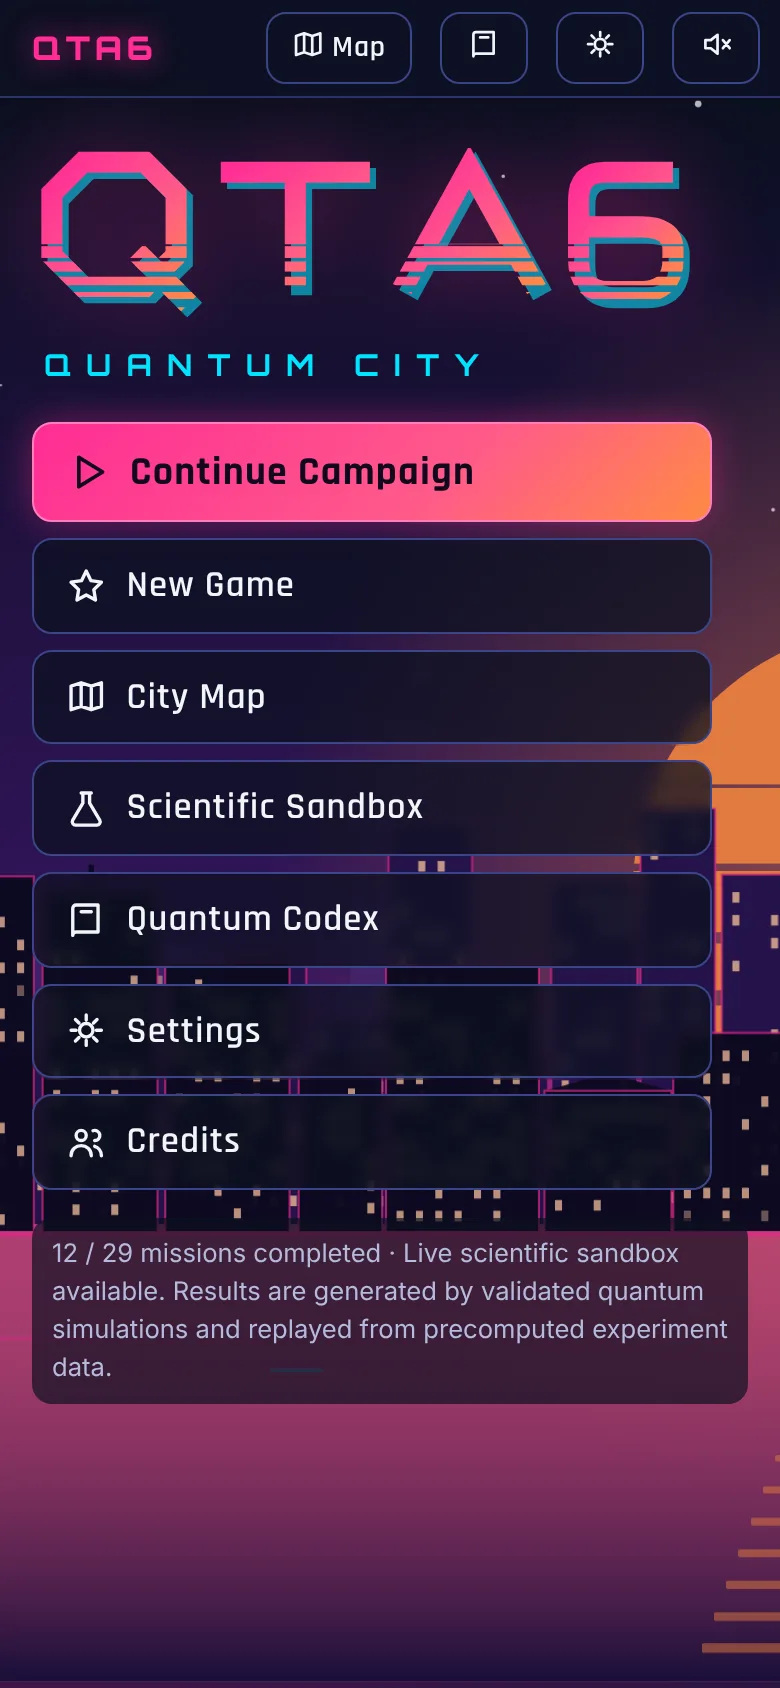 QTA6
Map
QTA6
QUANTUM CITY
Continue Campaign
New Game
City Map
Scientific Sandbox
Quantum Codex
Settings
Credits
12 / 29 missions completed · Live scientific sandbox
available. Results are generated by validated quantum
simulations and replayed from precomputed experiment
data.